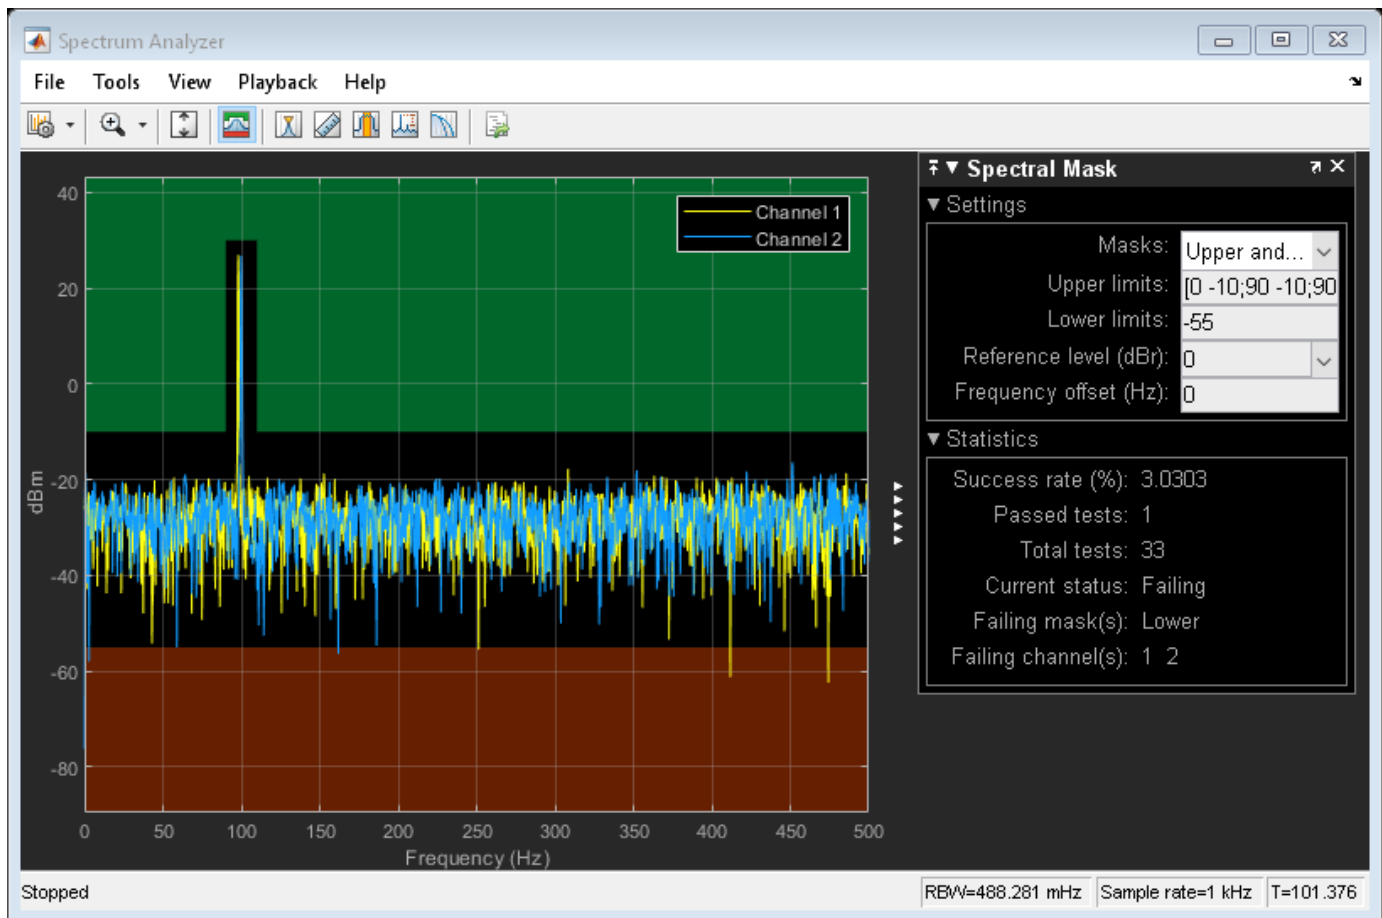 Spectrum Analyzer
File Tools View Playback Help
Spectral Mask
Settings
Masks: Upper and...
Upper limits: [0 -10;90 -10;90
Lower limits: -55
Reference level (dBr): 0
Frequency offset (Hz): 0
Statistics
Success rate (%): 3.0303
Passed tests: 1
Total tests: 33
Current status: Failing
Failing mask(s): Lower
Failing channel(s): 1 2
Channel 1
Channel 2
dBm
40
20
0
-20
-40
-60
-80
0 50 100 150 200 250 300 350 400 450 500
Frequency (Hz)
Stopped RBW=488.281 mHz Sample rate=1 kHz T=101.376